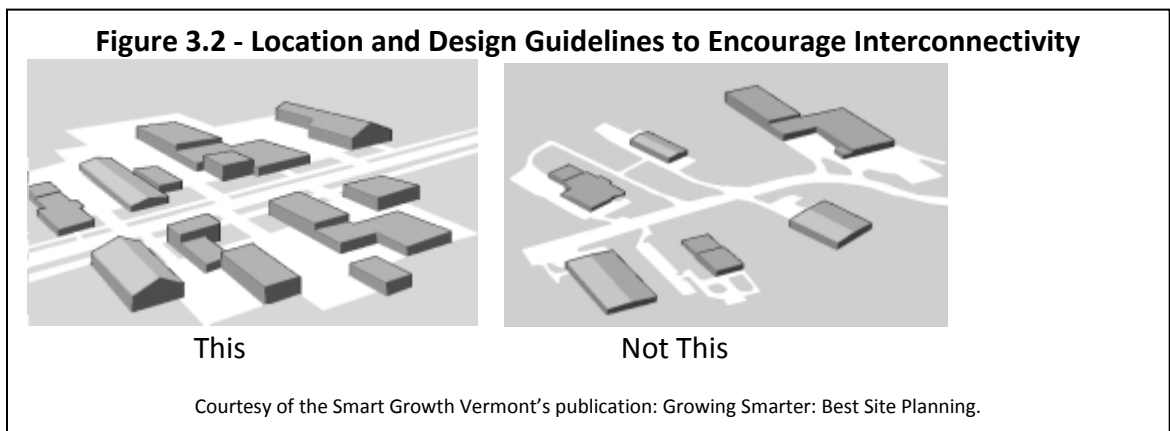 Figure 3.2 - Location and Design Guidelines to Encourage Interconnectivity
This
Not This
Courtesy of the Smart Growth Vermont’s publication: Growing Smarter: Best Site Planning.